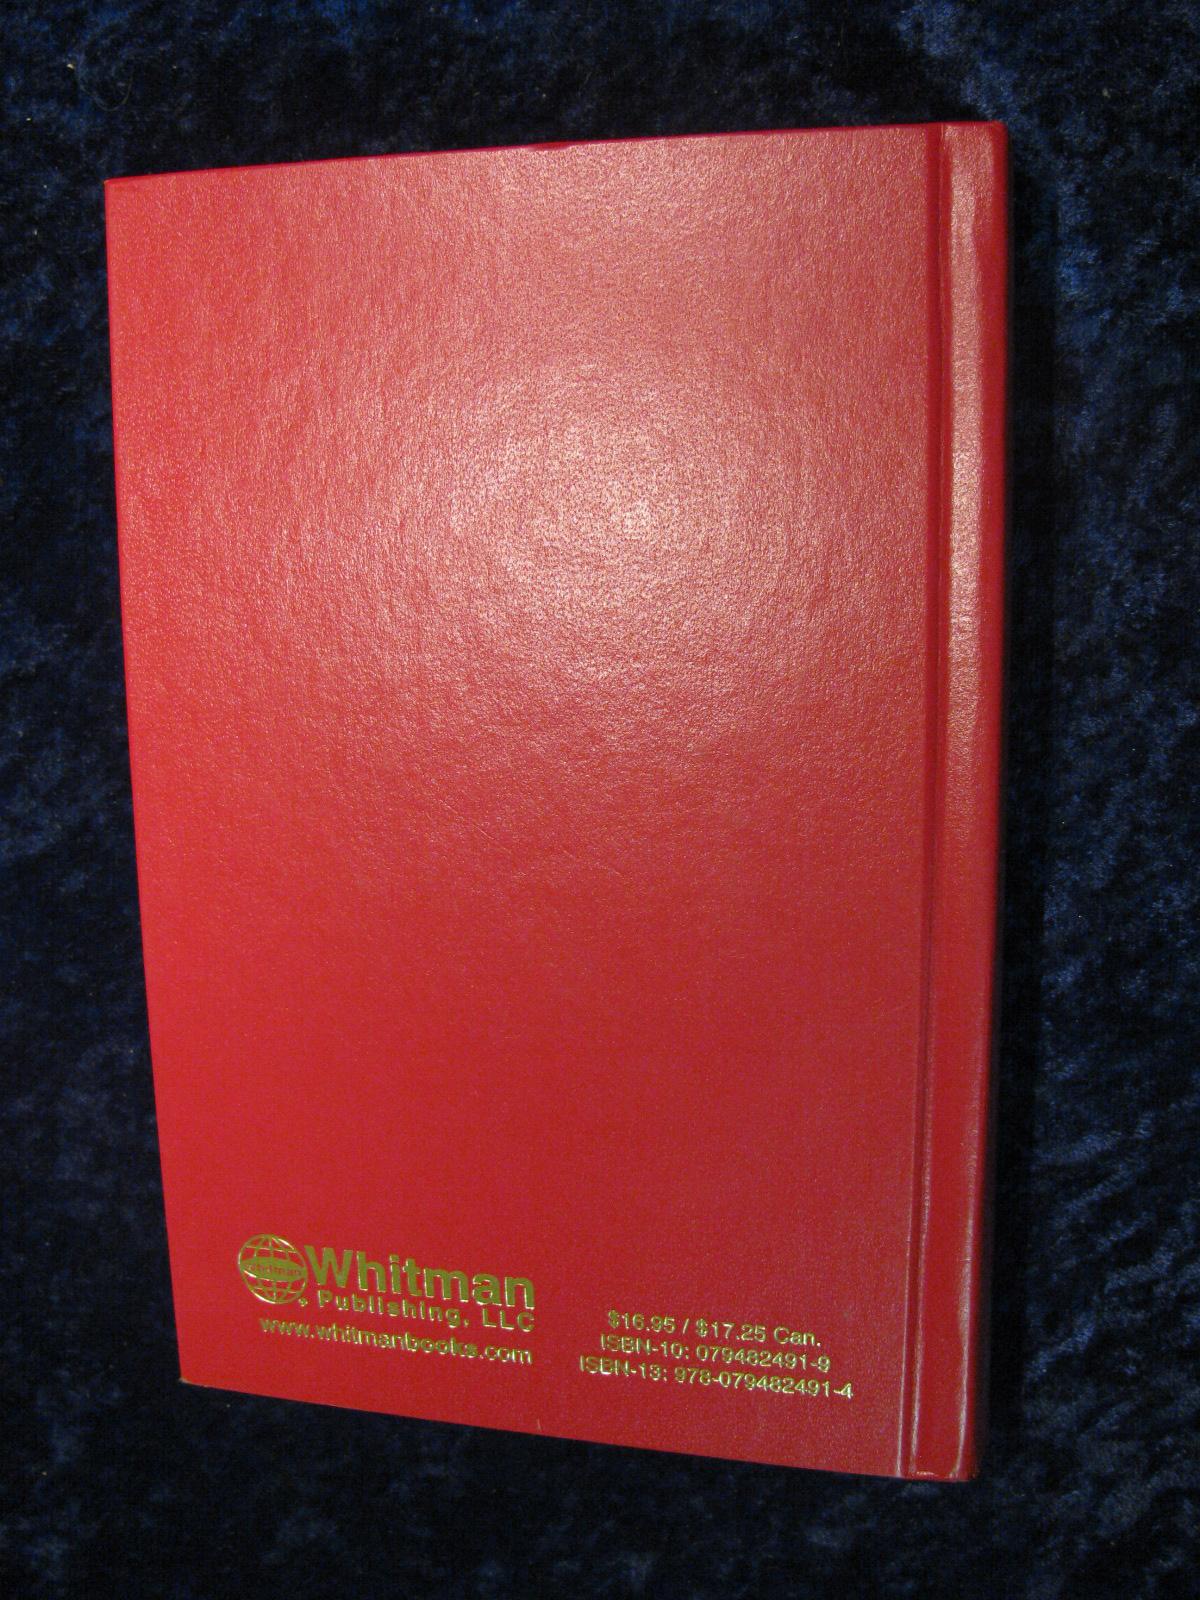 Whitman
Publishing, LLC
www.whitmanbooks.com
$16.95 / $17.25 Can.
ISBN-10: 079482491-9
ISBN-13: 978-079482491-4